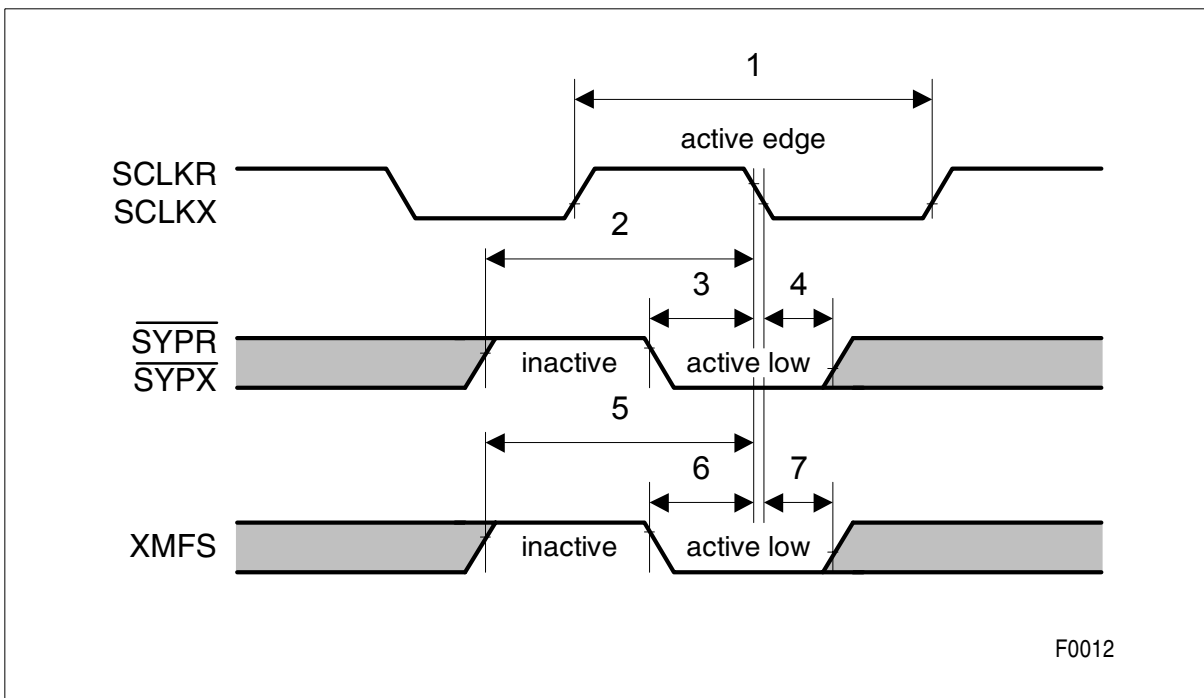 1
active edge
SCLKR
SCLKX
2
3 4
SYPR
SYPX
inactive active low
5
6 7
XMFS
inactive active low
F0012